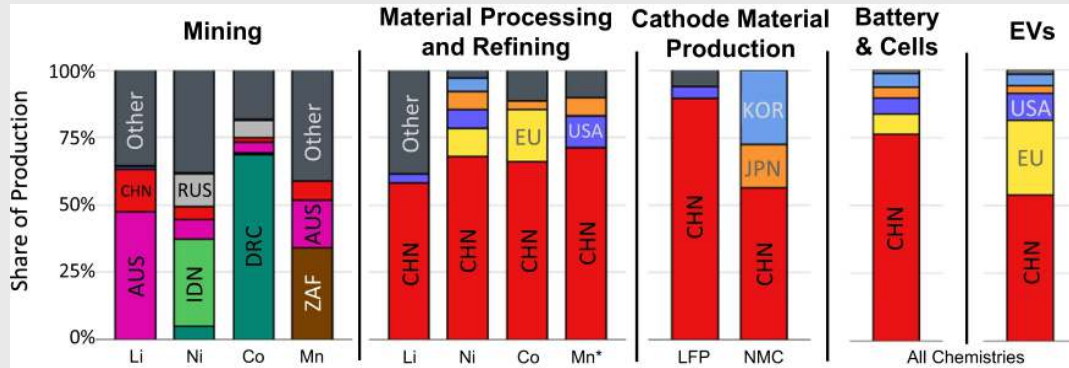 Mining
Material Processing
and Refining
Cathode Material
Production
Battery
& Cells
EVs
Share of Production
100%
75%
50%
25%
0%
Other
CHN
AUS
Li
RUS
IDN
Ni
DRC
Co
Other
AUS
ZAF
Mn
Other
CHN
Li
CHN
Ni
EU
CHN
Co
USA
CHN
Mn*
CHN
LFP
KOR
JPN
CHN
NMC
CHN
USA
EU
CHN
All Chemistries